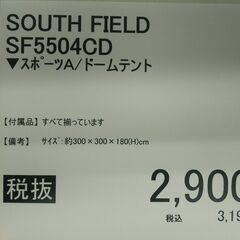 SOUTH FIELD
SF5504CD
▼スポーツA/ドームテント
【付属品】すべて揃っています
【備考】 サイズ:約300×300×180(H)cm
税抜 2,900
税込 3,19